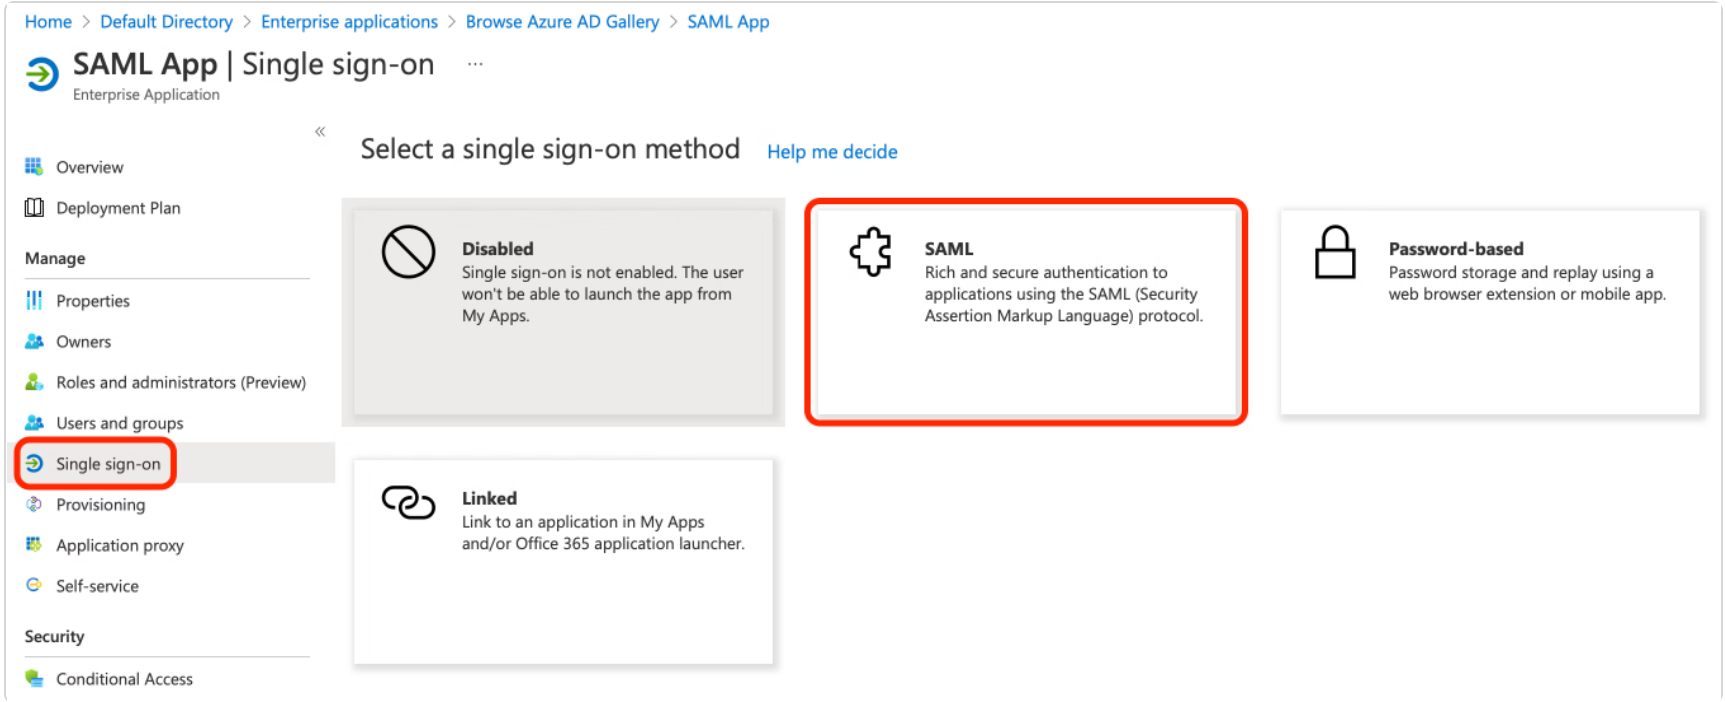 Home > Default Directory > Enterprise applications > Browse Azure AD Gallery > SAML App
SAML App | Single sign-on ...
Enterprise Application
«
Overview
Deployment Plan
Manage
Properties
Owners
Roles and administrators (Preview)
Users and groups
Single sign-on
Provisioning
Application proxy
Self-service
Security
Conditional Access
Select a single sign-on method Help me decide
Disabled
Single sign-on is not enabled. The user
won't be able to launch the app from
My Apps.
SAML
Rich and secure authentication to
applications using the SAML (Security
Assertion Markup Language) protocol.
Password-based
Password storage and replay using a
web browser extension or mobile app.
Linked
Link to an application in My Apps
and/or Office 365 application launcher.